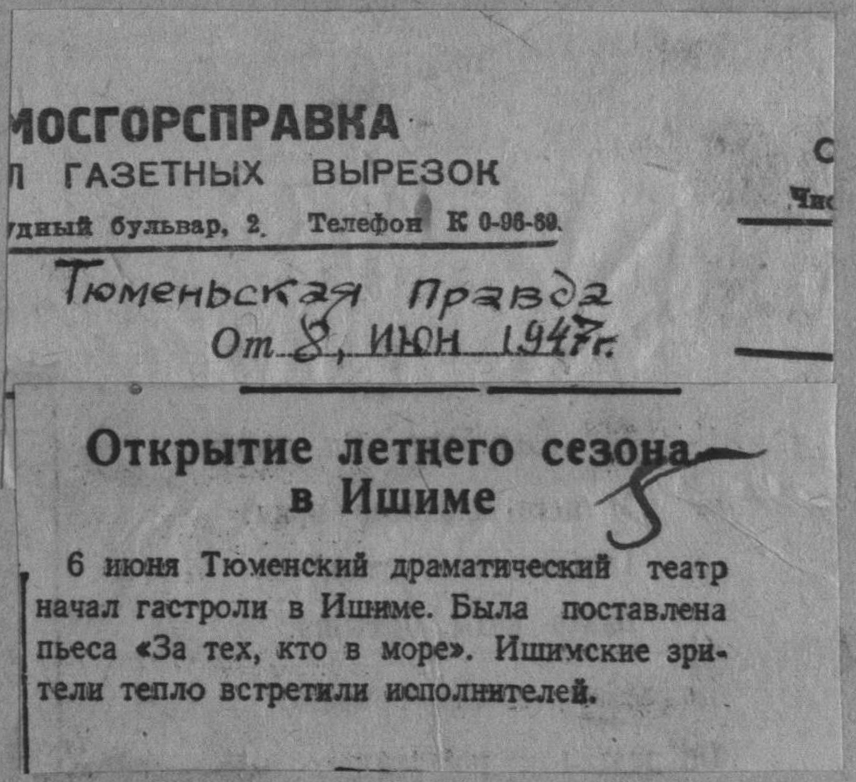 МОСГОРСПРАВКА
Л ГАЗЕТНЫХ ВЫРЕЗОК
удный бульвар, 2. Телефон К 0-96-69.
Чис
Тюменьская правда
От 8, ИЮН 1947г.
Открытие летнего сезона
в Ишиме
5
6 июня Тюменский драматический театр
начал гастроли в Ишиме. Была поставлена
пьеса «За тех, кто в море». Ишимские зри-
тели тепло встретили исполнителей.